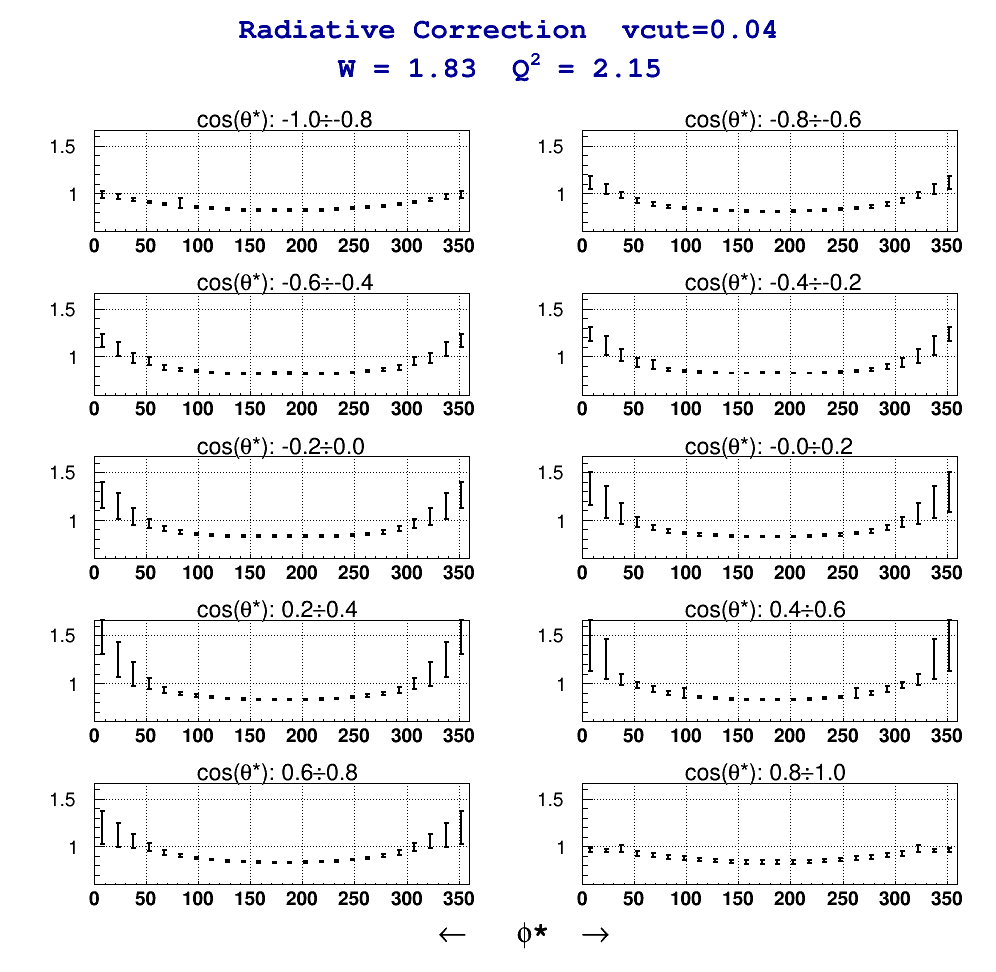 Radiative Correction vcut=0.04
W = 1.83 Q² = 2.15
cos(θ*): -1.0÷-0.8 cos(θ*): -0.8÷-0.6
1.5 1.5
1 1
0 50 100 150 200 250 300 350 0 50 100 150 200 250 300 350
cos(θ*): -0.6÷-0.4 cos(θ*): -0.4÷-0.2
1.5 1.5
1 1
0 50 100 150 200 250 300 350 0 50 100 150 200 250 300 350
cos(θ*): -0.2÷0.0 cos(θ*): -0.0÷0.2
1.5 1.5
1 1
0 50 100 150 200 250 300 350 0 50 100 150 200 250 300 350
cos(θ*): 0.2÷0.4 cos(θ*): 0.4÷0.6
1.5 1.5
1 1
0 50 100 150 200 250 300 350 0 50 100 150 200 250 300 350
cos(θ*): 0.6÷0.8 cos(θ*): 0.8÷1.0
1.5 1.5
1 1
0 50 100 150 200 250 300 350 0 50 100 150 200 250 300 350
← ϕ* →